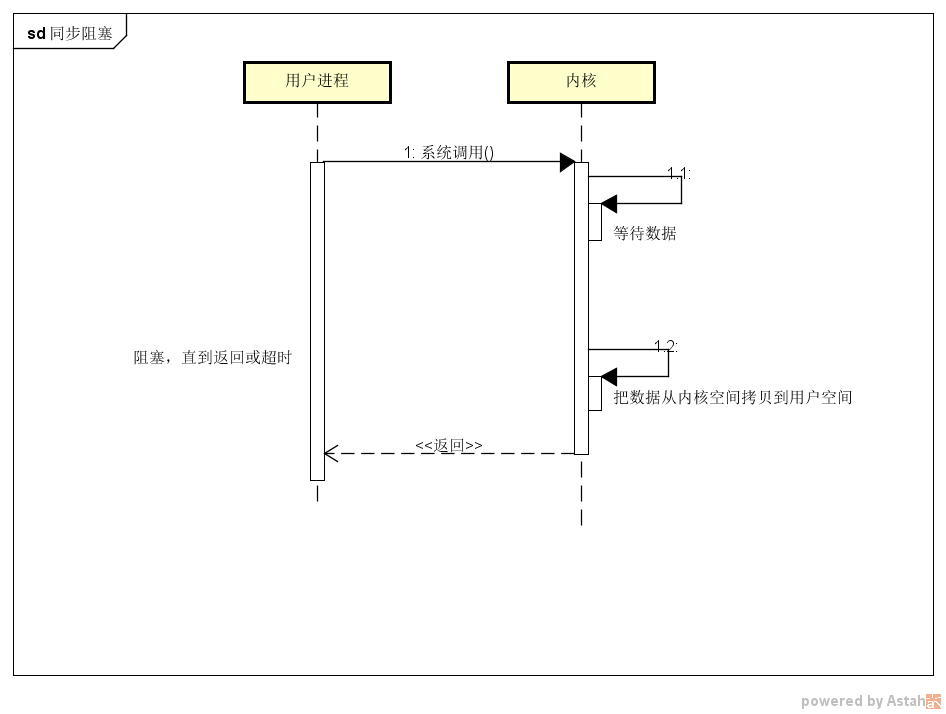 sd 同步阻塞
用户进程
内核
1: 系统调用()
1.1:
等待数据
1.2:
阻塞，直到返回或超时
把数据从内核空间拷贝到用户空间
<<返回>>
powered by Astah